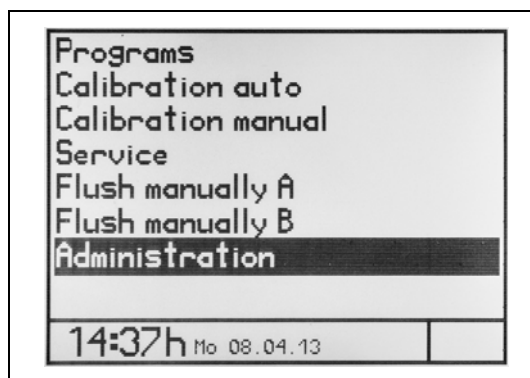 Programs
Calibration auto
Calibration manual
Service
Flush manually A
Flush manually B
Administration
14:37h Mo 08.04.13